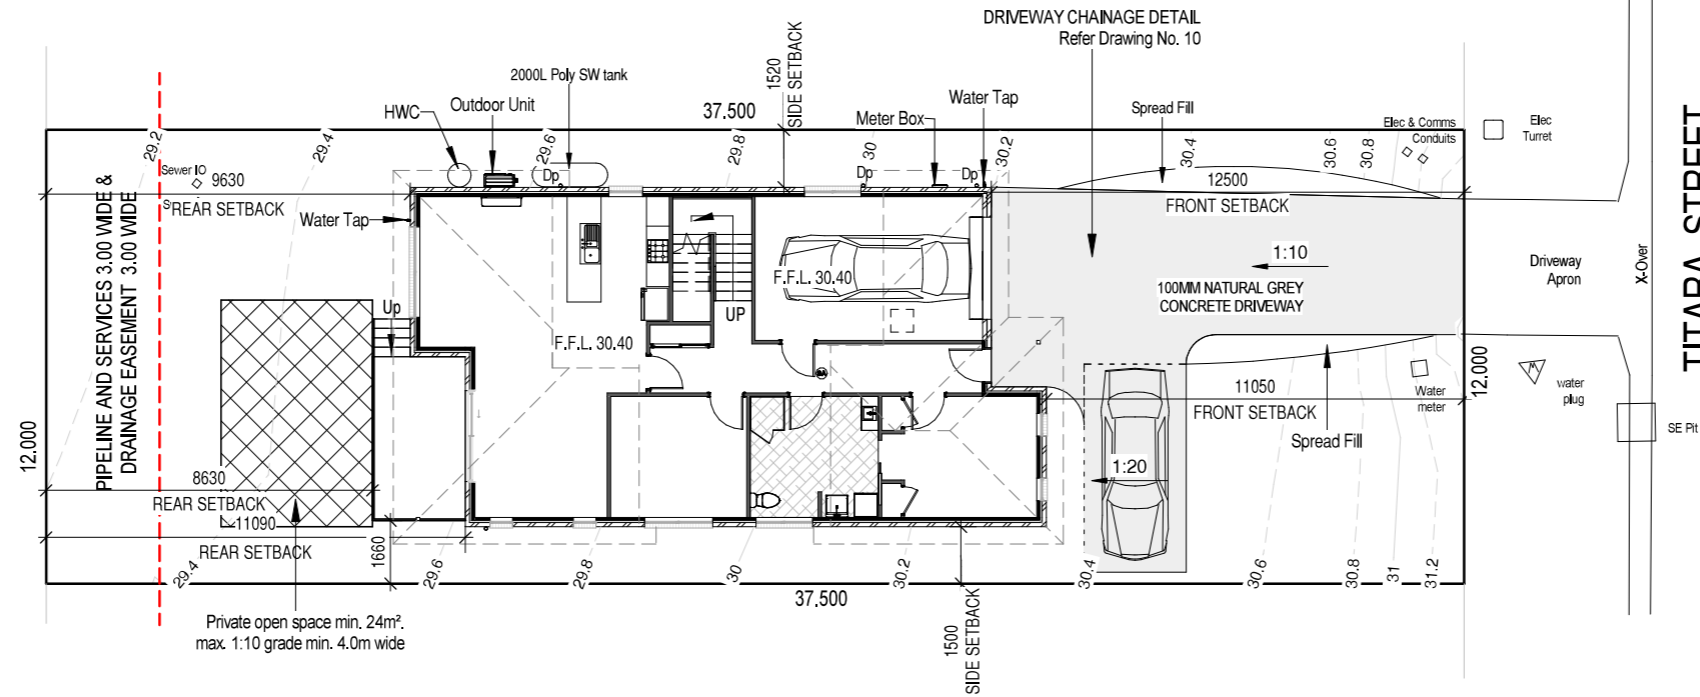 DRIVEWAY CHAINAGE DETAIL
Refer Drawing No. 10
2000L Poly SW tank
HWC
Outdoor Unit
37.500
1520
SIDE SETBACK
Meter Box
Water Tap
Spread Fill
Elec & Comms
Conduits
Elec
Turret
29.2
29.4
29.6
29.8
30
30.2
30.4
30.6
30.8
Dp
Dp
Dp
Sewer IO
9630
REAR SETBACK
Water Tap
12500
FRONT SETBACK
PIPELINE AND SERVICES 3.00 WIDE &
DRAINAGE EASEMENT 3.00 WIDE
F.F.L. 30.40
1:10
100MM NATURAL GREY
CONCRETE DRIVEWAY
Driveway
Apron
X-Over
TITARA STREET
Up
UP
F.F.L. 30.40
12.000
11050
FRONT SETBACK
Water
meter
water
plug
12.000
SE Pit
Spread Fill
1:20
8630
REAR SETBACK
11090
REAR SETBACK
1660
29.4
29.6
29.8
30
30.2
30.4
30.6
30.8
31
31.2
37.500
1500
SIDE SETBACK
Private open space min. 24m².
max. 1:10 grade min. 4.0m wide